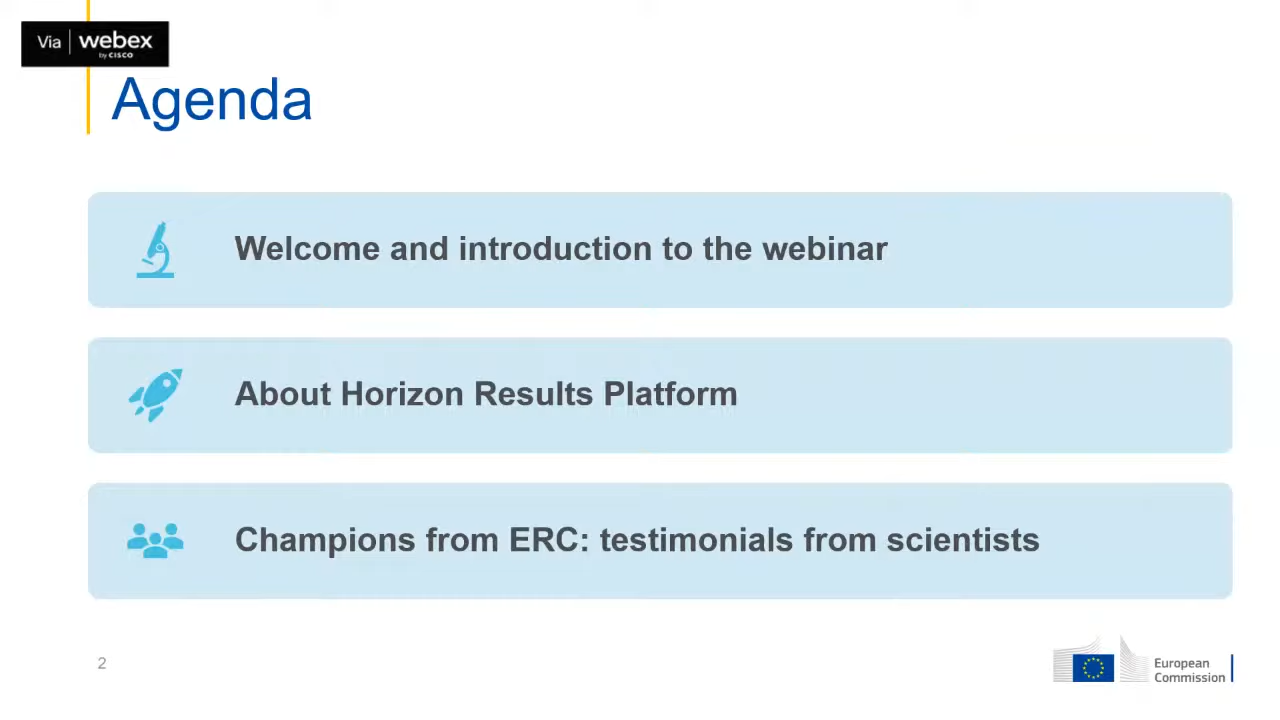 Via webex
by CISCO
Agenda
Welcome and introduction to the webinar
About Horizon Results Platform
Champions from ERC: testimonials from scientists
2
European
Commission